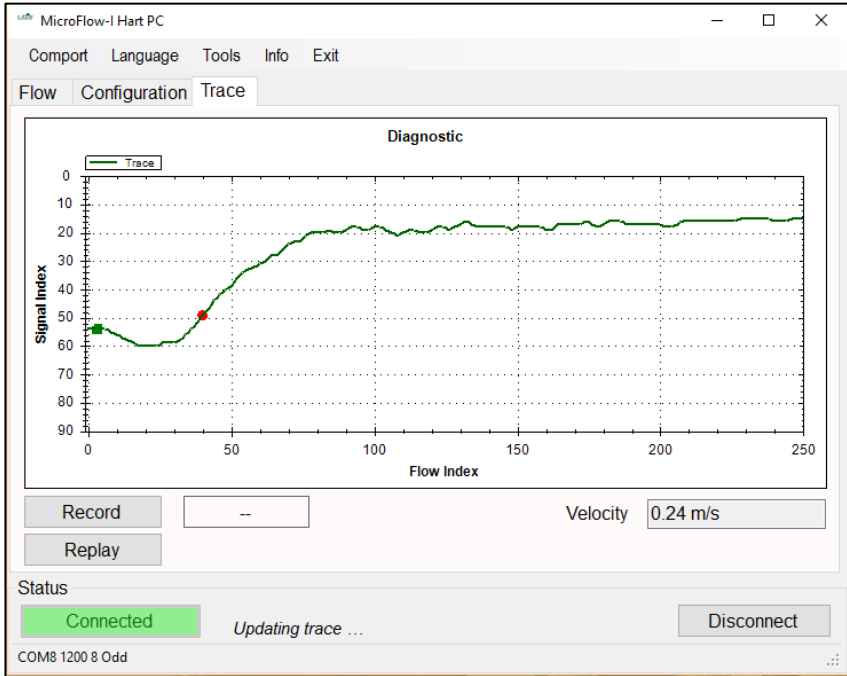 MicroFlow-I Hart PC
Comport Language Tools Info Exit
Flow Configuration Trace
Diagnostic
Trace
0
10
20
30
40
50
60
70
80
90
Signal Index
0 50 100 150 200 250
Flow Index
Record -- Velocity 0.24 m/s
Replay
Status
Connected Updating trace … Disconnect
COM8 1200 8 Odd